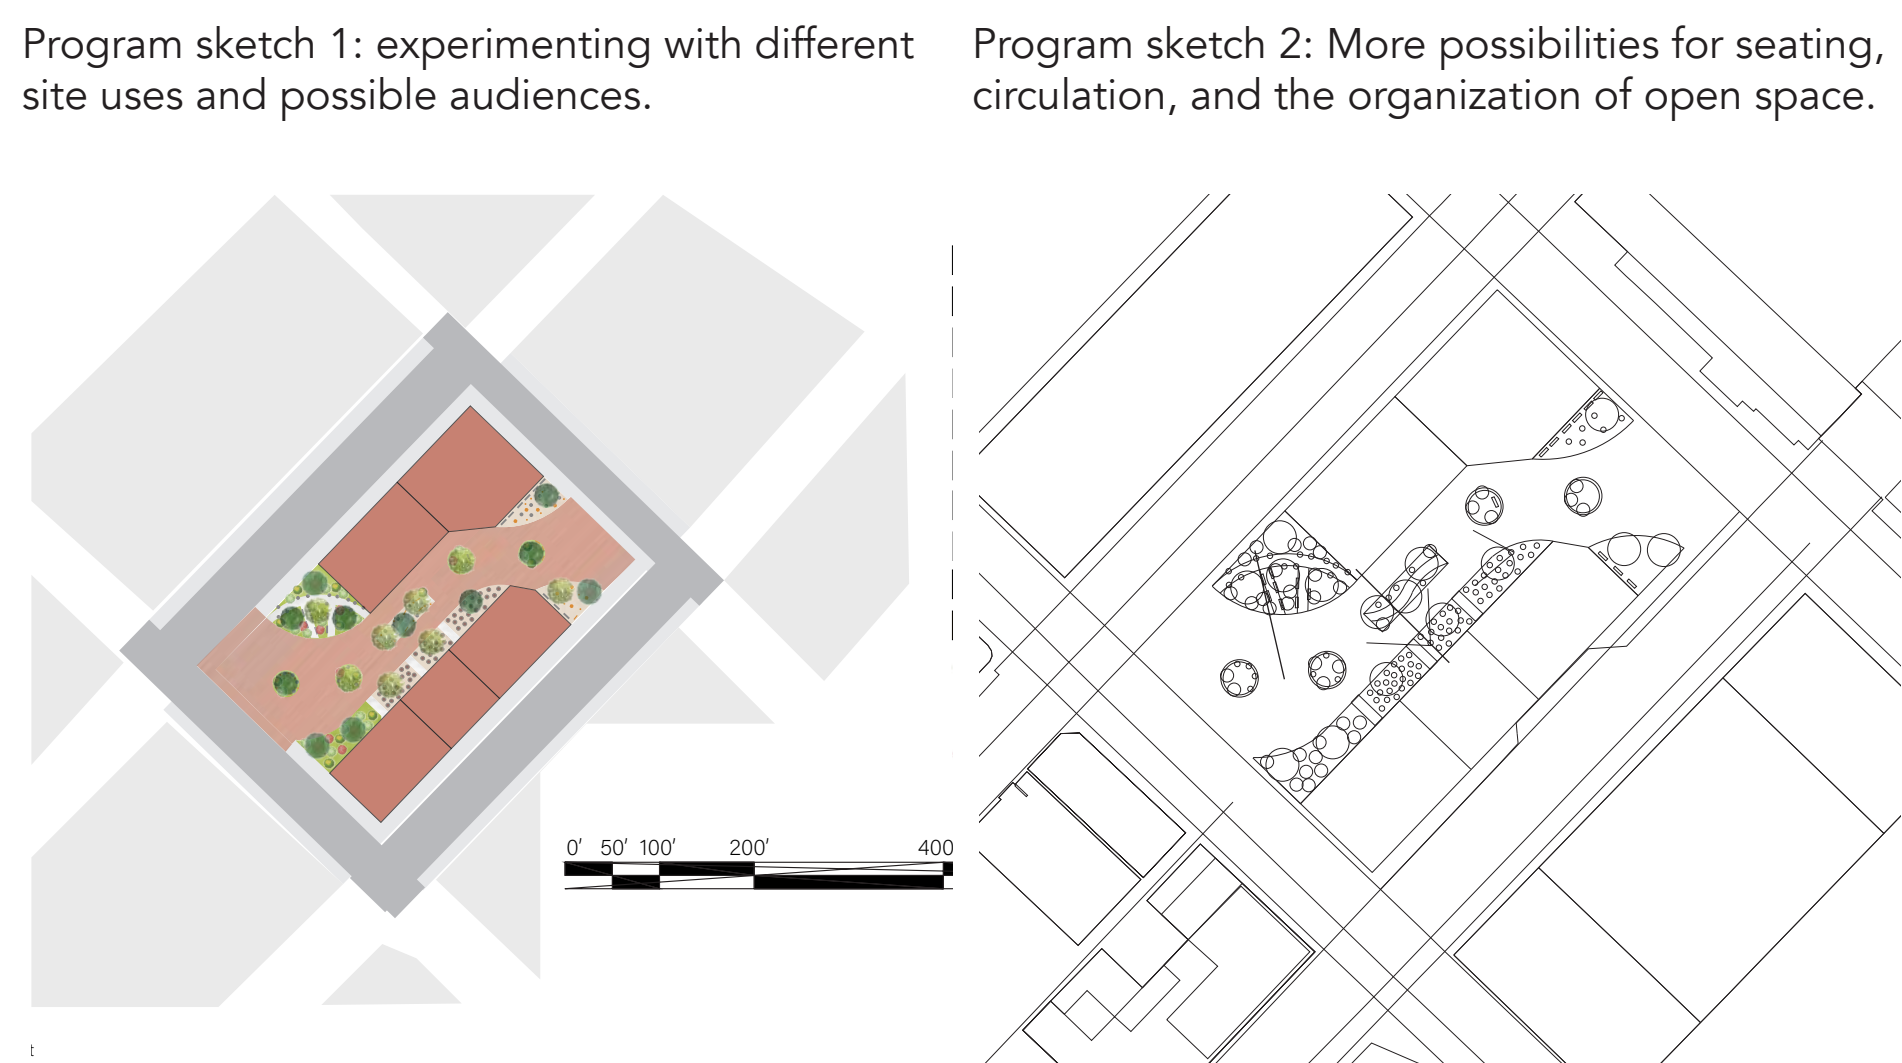 Program sketch 1: experimenting with different
site uses and possible audiences.
Program sketch 2: More possibilities for seating,
circulation, and the organization of open space.
0' 50' 100' 200' 400
t